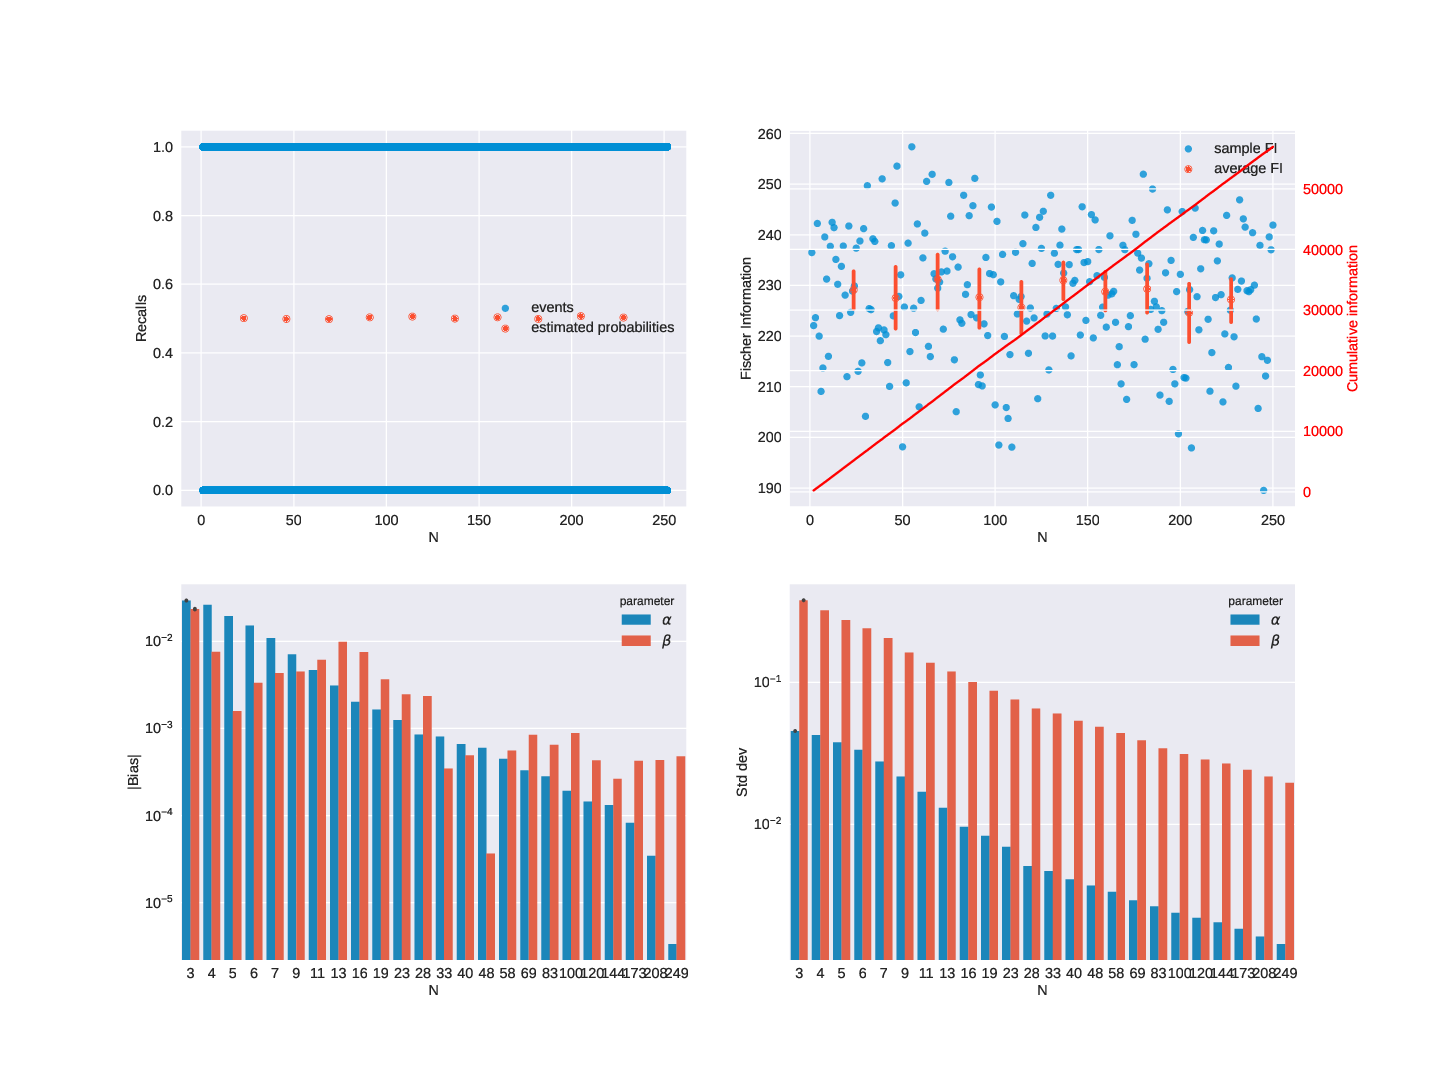 1.0
0.8
0.6
0.4
0.2
0.0
Recalls
events
estimated probabilities
0 50 100 150 200 250
N
260
250
240
230
220
210
200
190
Fischer Information
sample FI
average FI
50000
40000
30000
20000
10000
0
Cumulative information
0 50 100 150 200 250
N
10⁻²
10⁻³
10⁻⁴
10⁻⁵
|Bias|
parameter
α
β
3 4 5 6 7 9 11 13 16 19 23 28 33 40 48 58 69 83 100 120 144 173 208 249
N
10⁻¹
10⁻²
Std dev
parameter
α
β
3 4 5 6 7 9 11 13 16 19 23 28 33 40 48 58 69 83 100 120 144 173 208 249
N